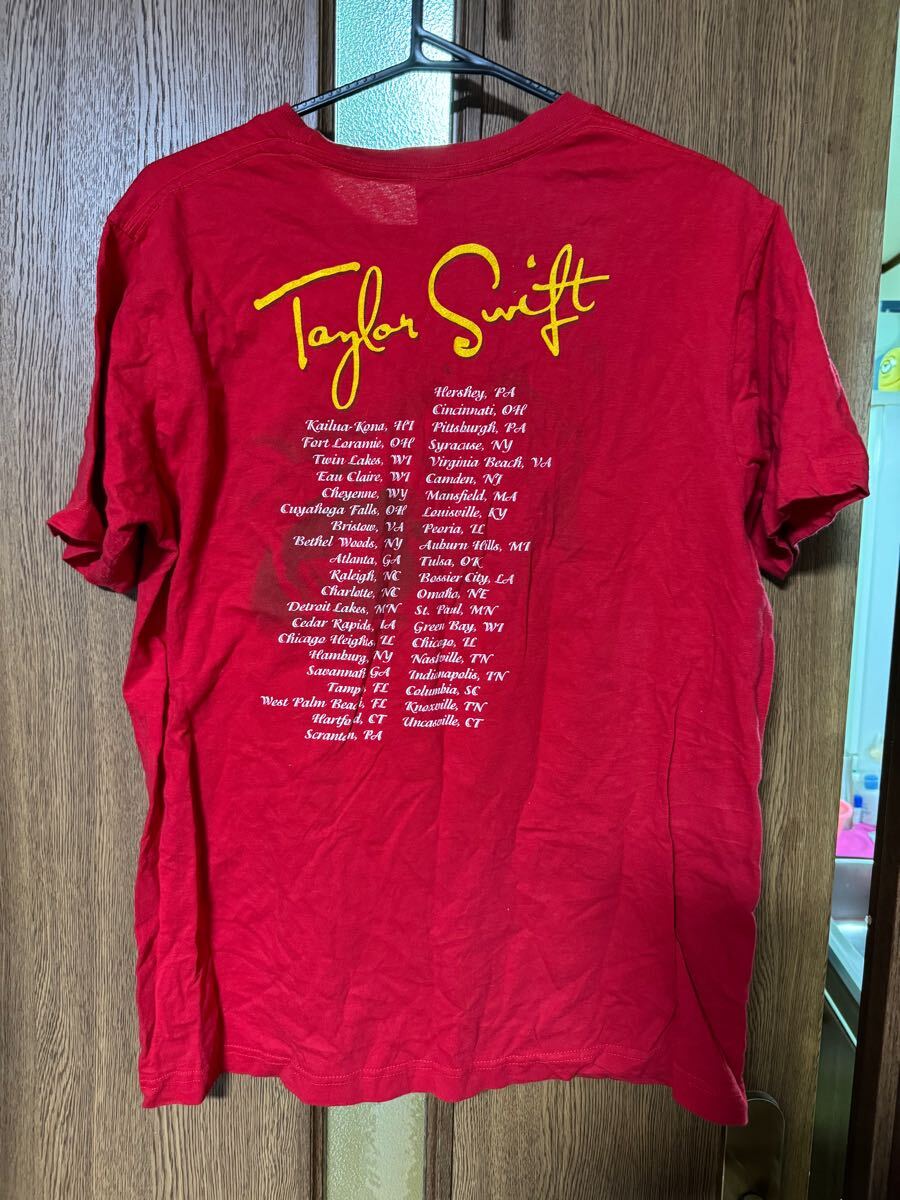 Taylor Swift
Kailua-Kona, HI
Fort Loramie, OH
Twin Lakes, WI
Eau Claire, WI
Cheyenne, WY
Cuyahoga Falls, OH
Bristow, VA
Bethel Woods, NY
Atlanta, GA
Raleigh, NC
Charlotte, NC
Detroit Lakes, MN
Cedar Rapids, IA
Chicago Heights, IL
Hamburg, NY
Savannah GA
Tampa, FL
West Palm Beach, FL
Hartford, CT
Scranton, PA
Hershey, PA
Cincinnati, OH
Pittsburgh, PA
Syracuse, NY
Virginia Beach, VA
Camden, NJ
Mansfield, MA
Louisville, KY
Peoria, IL
Auburn Hills, MI
Tulsa, OK
Bossier City, LA
Omaha, NE
St. Paul, MN
Green Bay, WI
Chicago, IL
Nashville, TN
Indianapolis, IN
Columbia, SC
Knoxville, TN
Uncasville, CT